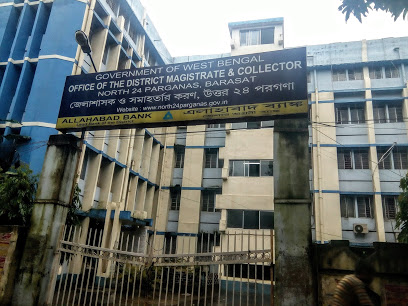 GOVERNMENT OF WEST BENGAL
OFFICE OF THE DISTRICT MAGISTRATE & COLLECTOR
NORTH 24 PARGANAS, BARASAT
জেলাশাসক ও সমাহর্তার করণ, উত্তর ২৪ পরগণা
Website : www.north24parganas.gov.in
ALLAHABAD BANK এলাহাবাদ ব্যাঙ্ক